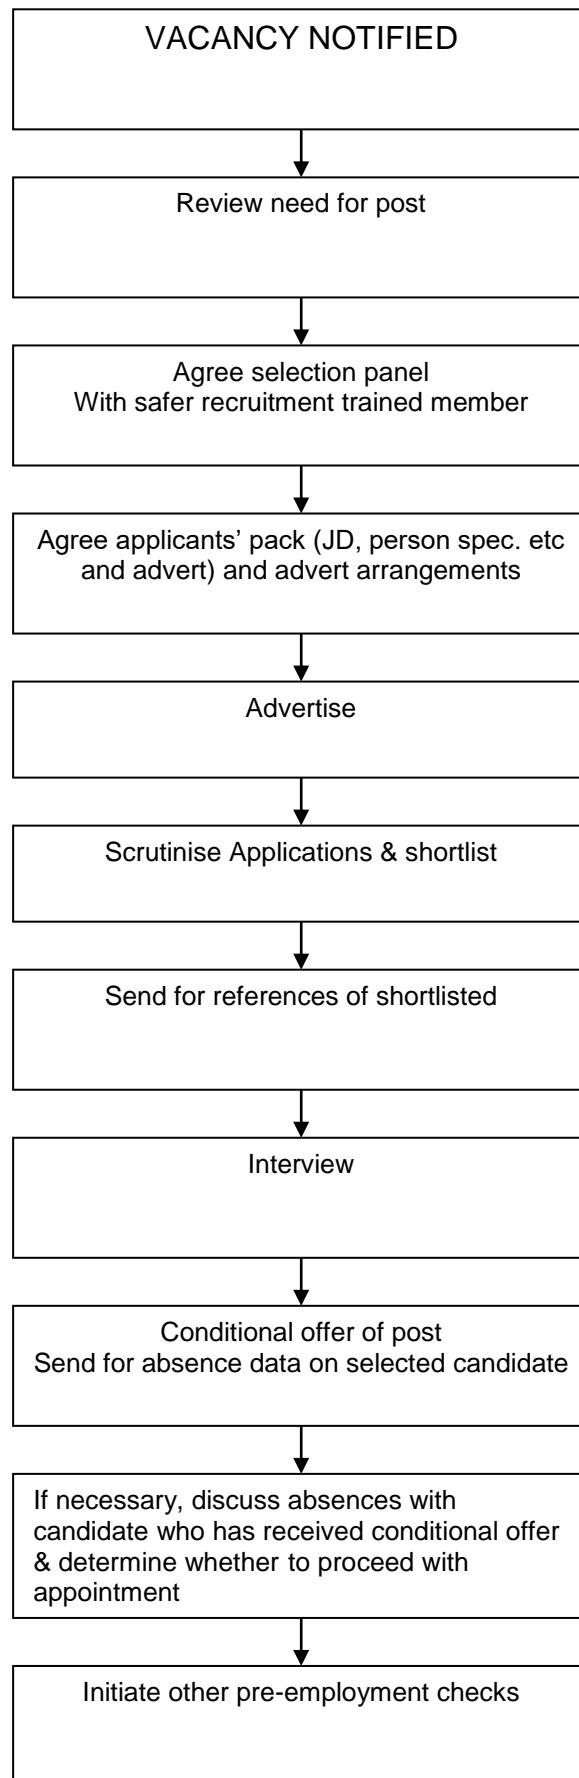 VACANCY NOTIFIED
Review need for post
Agree selection panel
With safer recruitment trained member
Agree applicants’ pack (JD, person spec. etc
and advert) and advert arrangements
Advertise
Scrutinise Applications & shortlist
Send for references of shortlisted
Interview
Conditional offer of post
Send for absence data on selected candidate
If necessary, discuss absences with
candidate who has received conditional offer
& determine whether to proceed with
appointment
Initiate other pre-employment checks